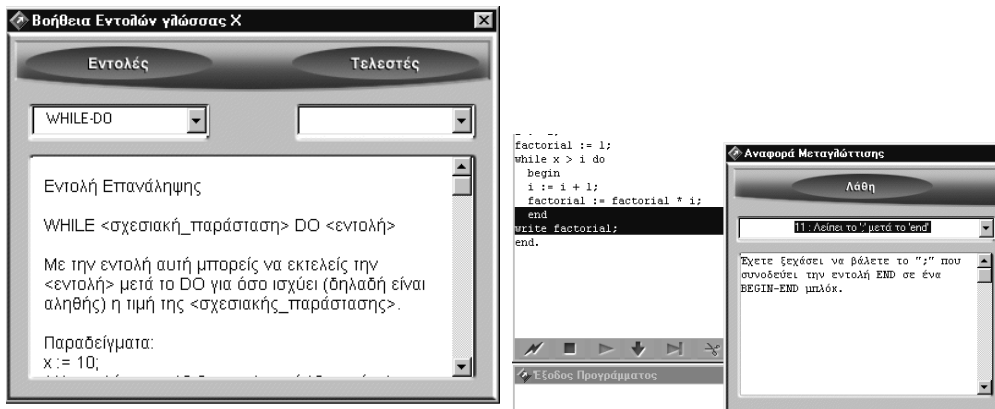 Βοήθεια Εντολών γλώσσας X
Εντολές
Τελεστές
WHILE-DO
Εντολή Επανάληψης
WHILE <σχεσιακή_παράσταση> DO <εντολή>
Με την εντολή αυτή μπορείς να εκτελείς την
<εντολή> μετά το DO για όσο ισχύει (δηλαδή είναι
αληθής) η τιμή της <σχεσιακής_παράστασης>.
Παραδείγματα:
x := 10;
factorial := 1;
while x > i do
begin
i := i + 1;
factorial := factorial * i;
end
write factorial;
end.
Έξοδος Προγράμματος
Αναφορά Μεταγλώττισης
Λάθη
11 : Λείπει το ';' μετά το 'end'
Έχετε ξεχάσει να βάλετε το ";" που
συνοδεύει την εντολή END σε ένα
BEGIN-END μπλόκ.